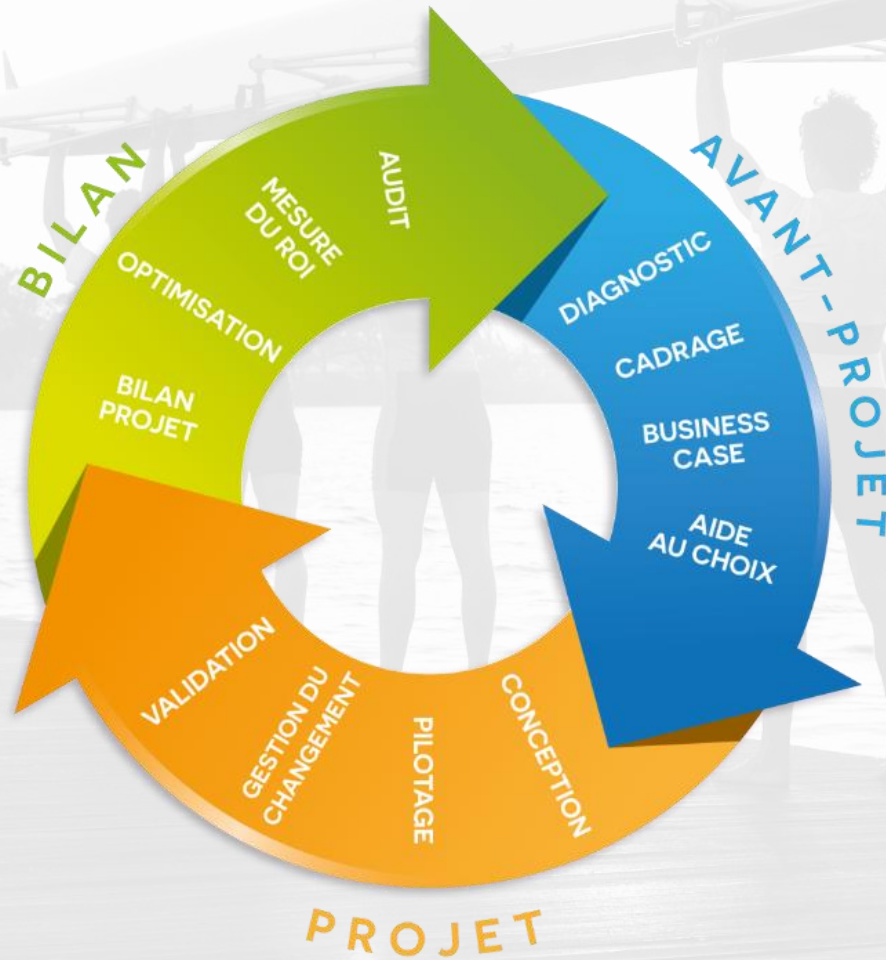 AVANT-PROJET
DIAGNOSTIC
CADRAGE
BUSINESS
CASE
AIDE
AU CHOIX
PROJET
CONCEPTION
PILOTAGE
GESTION DU
CHANGEMENT
VALIDATION
BILAN
BILAN
PROJET
OPTIMISATION
MESURE
DU ROI
AUDIT